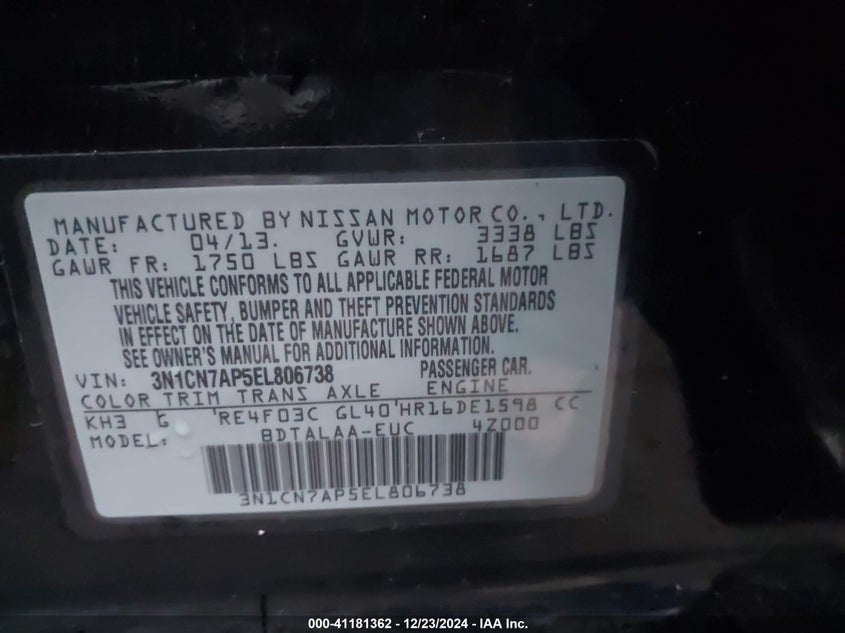 MANUFACTURED BY NISSAN MOTOR CO., LTD.
DATE: 04/13. GVWR: 3338 LBS
GAWR FR: 1750 LBS GAWR RR: 1687 LBS
THIS VEHICLE CONFORMS TO ALL APPLICABLE FEDERAL MOTOR
VEHICLE SAFETY, BUMPER AND THEFT PREVENTION STANDARDS
IN EFFECT ON THE DATE OF MANUFACTURE SHOWN ABOVE.
SEE OWNER'S MANUAL FOR ADDITIONAL INFORMATION.
VIN: 3N1CN7AP5EL806738 PASSENGER CAR.
COLOR TRIM TRANS AXLE ENGINE
KH3 G 'RE4F03C GL40'HR16DE1598 CC
MODEL: BDTALAA-EUC 4Z000
3N1CN7AP5EL806738
000-41181362 - 12/23/2024 - IAA Inc.